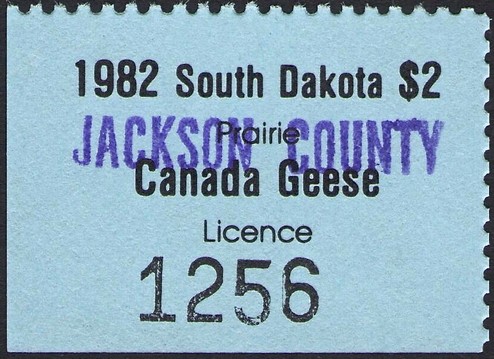 1982 South Dakota $2
Prairie
JACKSON COUNTY
Canada Geese
Licence
1256